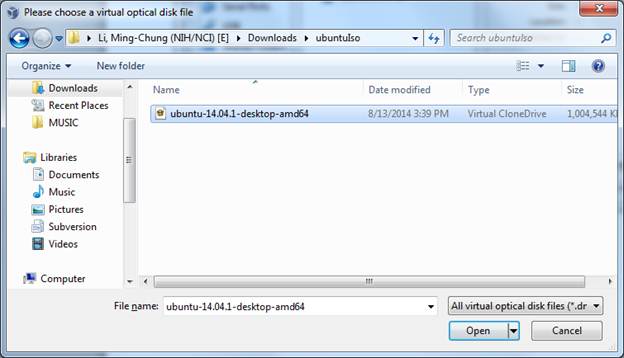 Please choose a virtual optical disk file
Li, Ming-Chung (NIH/NCI) [E] Downloads ubuntuIso
Search ubuntuIso
Organize New folder
Name Date modified Type Size
Downloads
Recent Places
MUSIC
Libraries
Documents
Music
Pictures
Subversion
Videos
Computer
ubuntu-14.04.1-desktop-amd64 8/13/2014 3:39 PM Virtual CloneDrive 1,004,544 K
File name: ubuntu-14.04.1-desktop-amd64 All virtual optical disk files (*.dr
Open Cancel